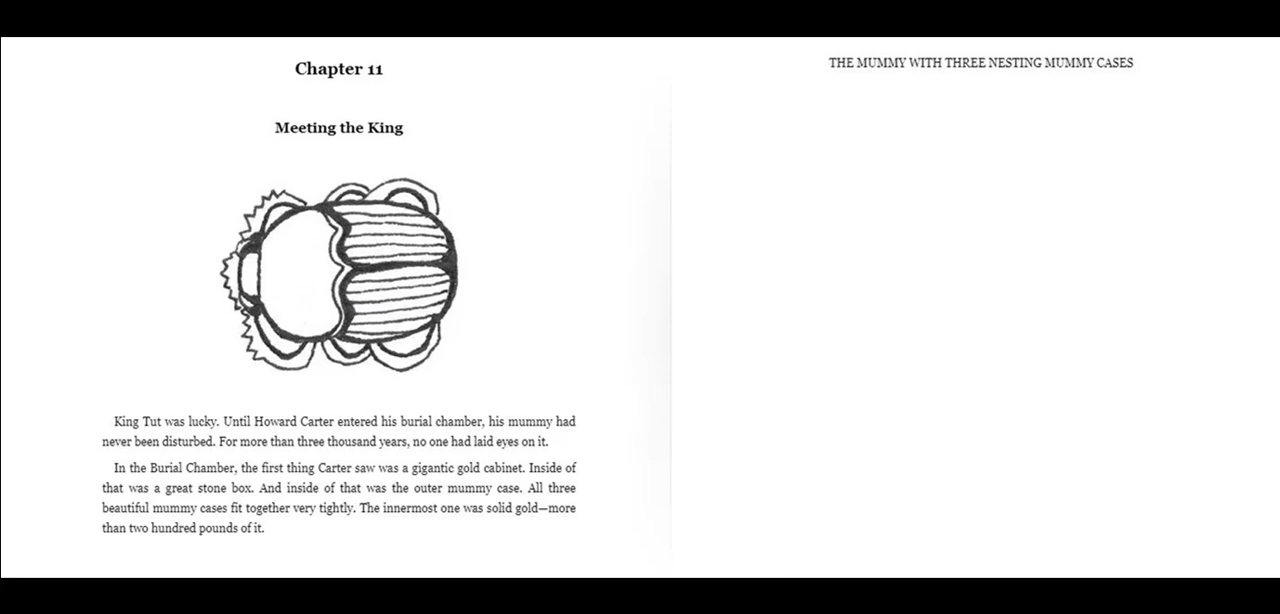 Chapter 11
Meeting the King
King Tut was lucky. Until Howard Carter entered his burial chamber, his mummy had
never been disturbed. For more than three thousand years, no one had laid eyes on it.
In the Burial Chamber, the first thing Carter saw was a gigantic gold cabinet. Inside of
that was a great stone box. And inside of that was the outer mummy case. All three
beautiful mummy cases fit together very tightly. The innermost one was solid gold—more
than two hundred pounds of it.
THE MUMMY WITH THREE NESTING MUMMY CASES